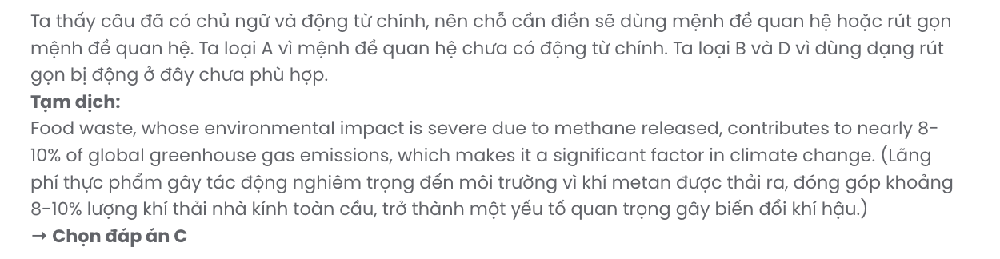 Ta thấy câu đã có chủ ngữ và động từ chính, nên chỗ cần điền sẽ dùng mệnh đề quan hệ hoặc rút gọn
mệnh đề quan hệ. Ta loại A vì mệnh đề quan hệ chưa có động từ chính. Ta loại B và D vì dùng dạng rút
gọn bị động ở đây chưa phù hợp.
Tạm dịch:
Food waste, whose environmental impact is severe due to methane released, contributes to nearly 8-
10% of global greenhouse gas emissions, which makes it a significant factor in climate change. (Lãng
phí thực phẩm gây tác động nghiêm trọng đến môi trường vì khí metan được thải ra, đóng góp khoảng
8-10% lượng khí thải nhà kính toàn cầu, trở thành một yếu tố quan trọng gây biến đổi khí hậu.)
→ Chọn đáp án C